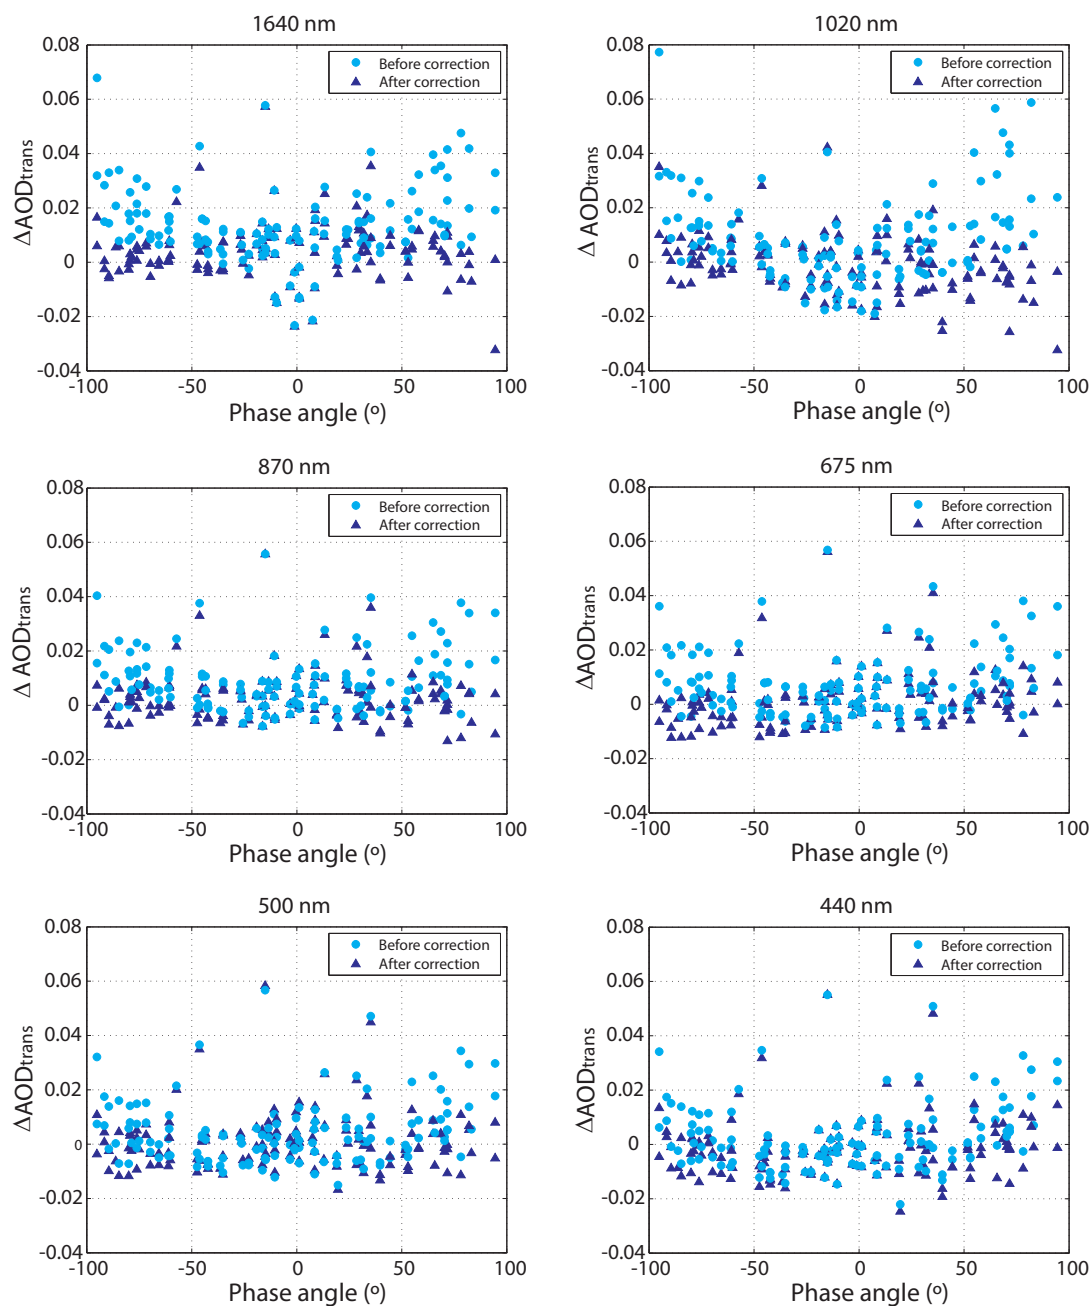 1640 nm
0.08
0.06
0.04
0.02
0
-0.02
-0.04
ΔAODtrans
Before correction
After correction
-100 -50 0 50 100
Phase angle (º)
1020 nm
0.08
0.06
0.04
0.02
0
-0.02
-0.04
Δ AODtrans
Before correction
After correction
-100 -50 0 50 100
Phase angle (º)
870 nm
0.08
0.06
0.04
0.02
0
-0.02
-0.04
Δ AODtrans
Before correction
After correction
-100 -50 0 50 100
Phase angle (º)
675 nm
0.08
0.06
0.04
0.02
0
-0.02
-0.04
ΔAODtrans
Before correction
After correction
-100 -50 0 50 100
Phase angle (º)
500 nm
0.08
0.06
0.04
0.02
0
-0.02
-0.04
ΔAODtrans
Before correction
After correction
-100 -50 0 50 100
Phase angle (º)
440 nm
0.08
0.06
0.04
0.02
0
-0.02
-0.04
ΔAODtrans
Before correction
After correction
-100 -50 0 50 100
Phase angle (º)